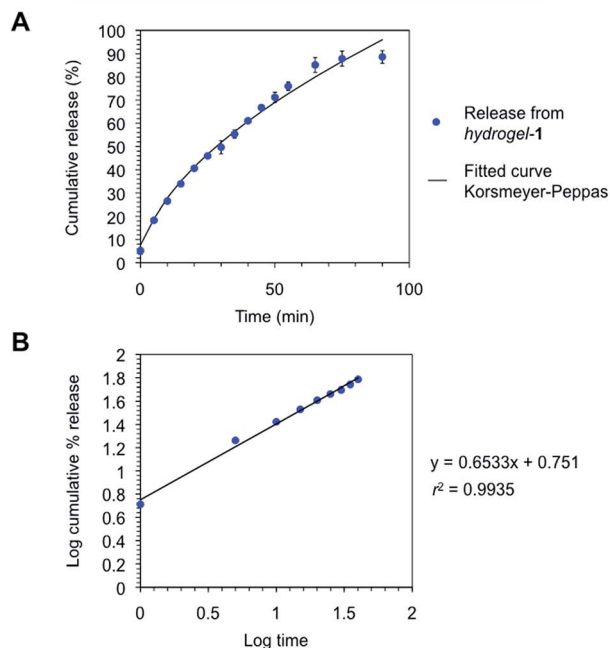 A
Cumulative release (%)
100
90
80
70
60
50
40
30
20
10
0
0
50
100
Time (min)
Release from
hydrogel-1
Fitted curve
Korsmeyer-Peppas
B
Log cumulative % release
2
1.8
1.6
1.4
1.2
1
0.8
0.6
0.4
0.2
0
0
0.5
1
1.5
2
Log time
y = 0.6533x + 0.751
r² = 0.9935